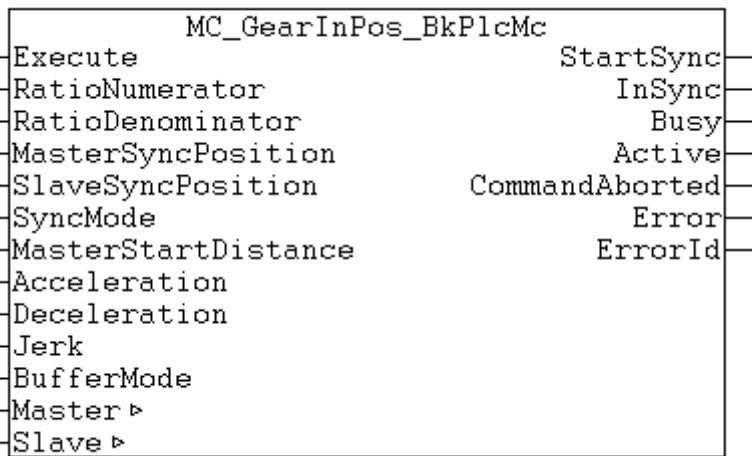 MC_GearInPos_BkPlcMc
Execute StartSync
RatioNumerator InSync
RatioDenominator Busy
MasterSyncPosition Active
SlaveSyncPosition CommandAborted
SyncMode Error
MasterStartDistance ErrorId
Acceleration
Deceleration
Jerk
BufferMode
Master ▹
Slave ▹